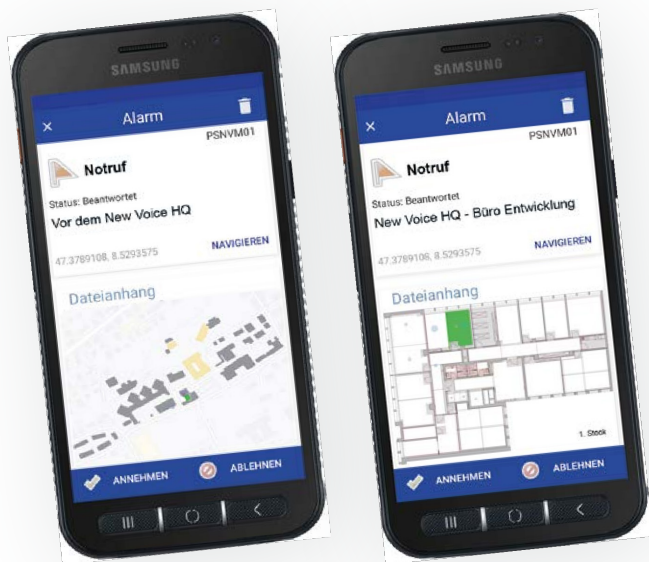 SAMSUNG
Alarm
PSNVM01
Notruf
Status: Beantwortet
Vor dem New Voice HQ
47.3789108, 8.5293575
NAVIGIEREN
Dateianhang
ANNEHMEN
ABLEHNEN
SAMSUNG
Alarm
PSNVM01
Notruf
Status: Beantwortet
New Voice HQ - Büro Entwicklung
47.3789108, 8.5293575
NAVIGIEREN
Dateianhang
1. Stock
ANNEHMEN
ABLEHNEN